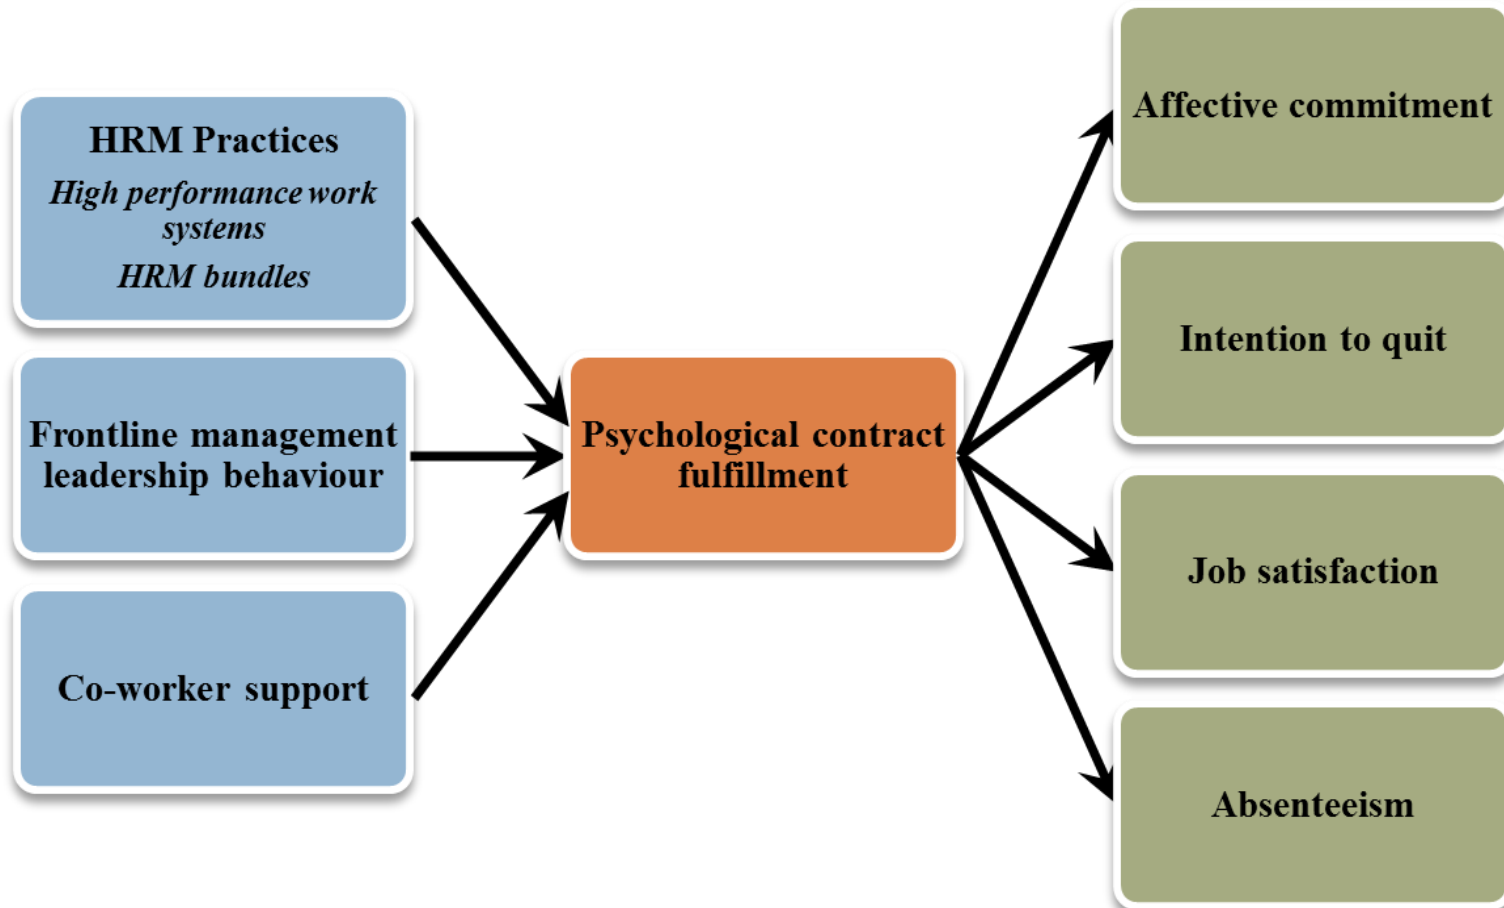 HRM Practices
High performance work
systems
HRM bundles
Frontline management
leadership behaviour
Co-worker support
Psychological contract
fulfillment
Affective commitment
Intention to quit
Job satisfaction
Absenteeism